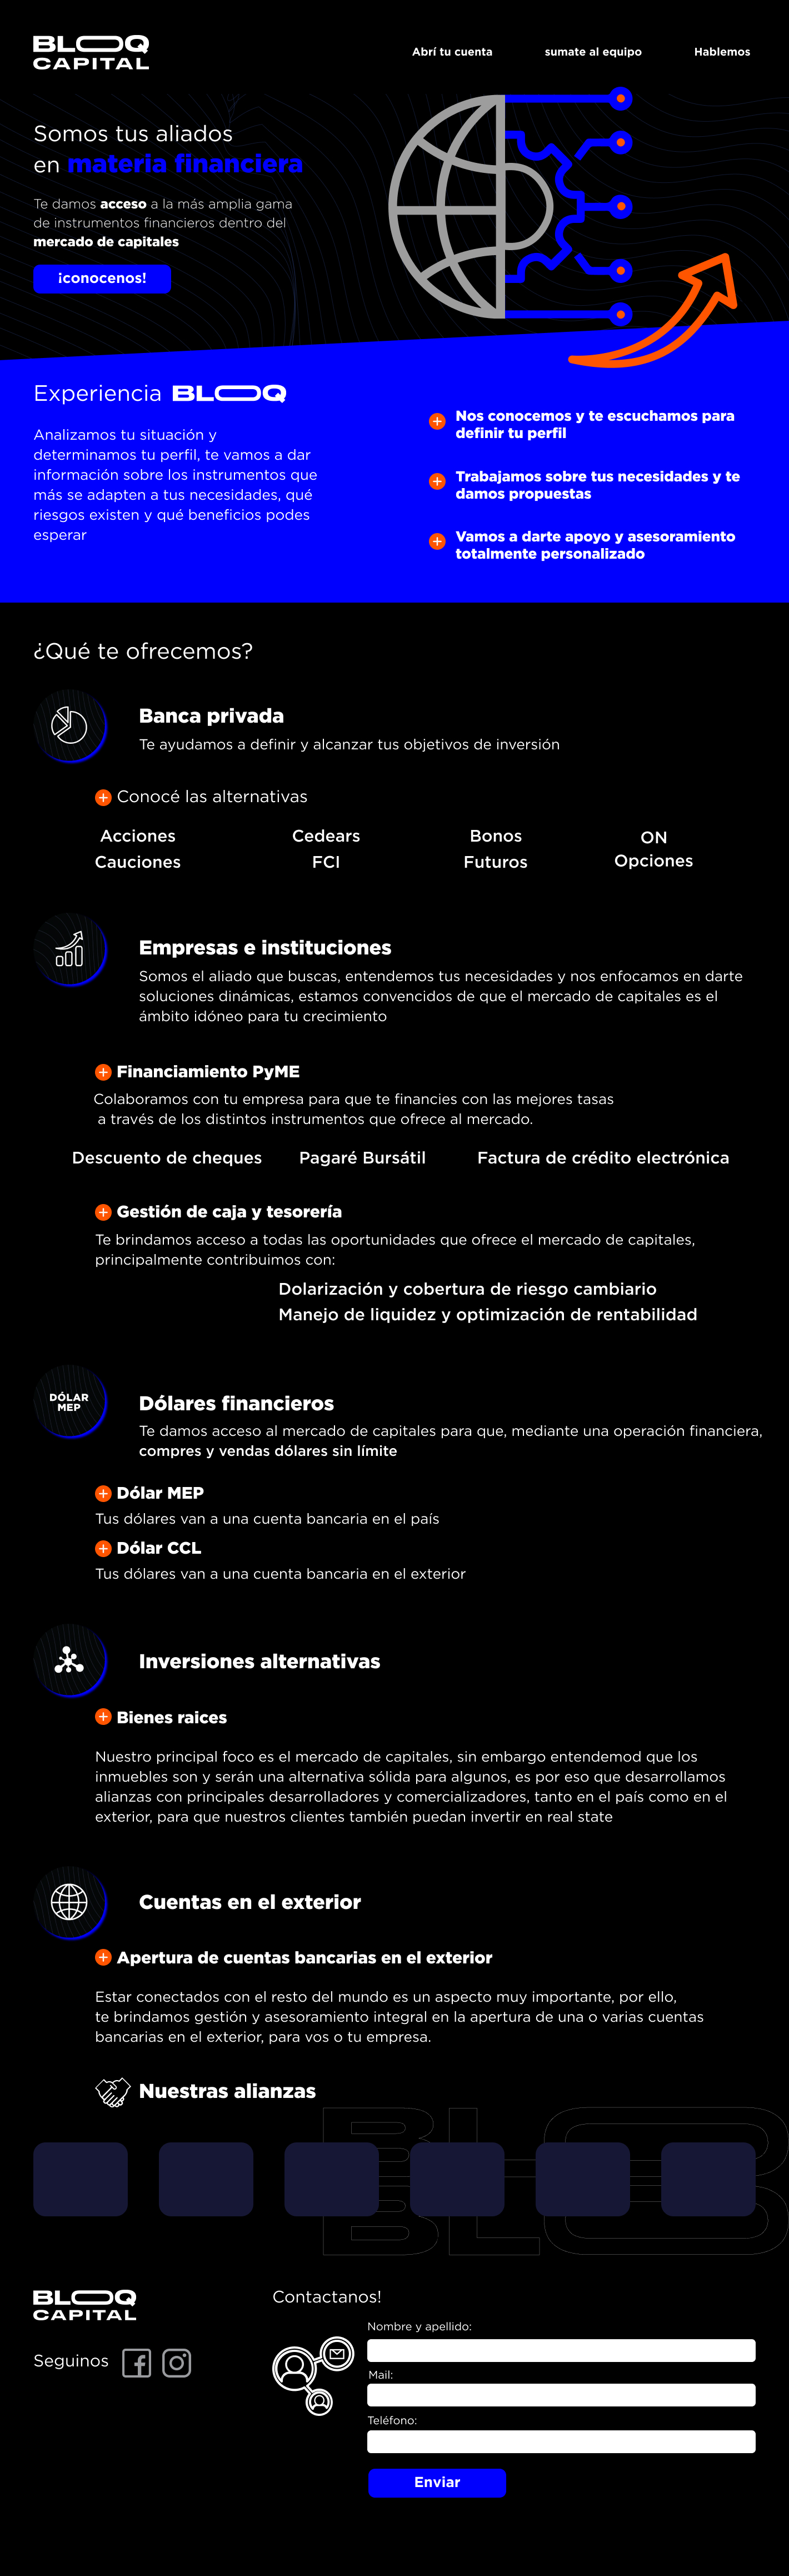 BLOQ
CAPITAL
Abrí tu cuenta
sumate al equipo
Hablemos
Somos tus aliados
en materia financiera
Te damos acceso a la más amplia gama
de instrumentos financieros dentro del
mercado de capitales
¡conocenos!
Experiencia BLOQ
Analizamos tu situación y
determinamos tu perfil, te vamos a dar
información sobre los instrumentos que
más se adapten a tus necesidades, qué
riesgos existen y qué beneficios podes
esperar
Nos conocemos y te escuchamos para
definir tu perfil
Trabajamos sobre tus necesidades y te
damos propuestas
Vamos a darte apoyo y asesoramiento
totalmente personalizado
¿Qué te ofrecemos?
Banca privada
Te ayudamos a definir y alcanzar tus objetivos de inversión
Conocé las alternativas
Acciones
Cedears
Bonos
ON
Cauciones
FCI
Futuros
Opciones
Empresas e instituciones
Somos el aliado que buscas, entendemos tus necesidades y nos enfocamos en darte
soluciones dinámicas, estamos convencidos de que el mercado de capitales es el
ámbito idóneo para tu crecimiento
Financiamiento PyME
Colaboramos con tu empresa para que te financies con las mejores tasas
a través de los distintos instrumentos que ofrece al mercado.
Descuento de cheques
Pagaré Bursátil
Factura de crédito electrónica
Gestión de caja y tesorería
Te brindamos acceso a todas las oportunidades que ofrece el mercado de capitales,
principalmente contribuimos con:
Dolarización y cobertura de riesgo cambiario
Manejo de liquidez y optimización de rentabilidad
DÓLAR
MEP
Dólares financieros
Te damos acceso al mercado de capitales para que, mediante una operación financiera,
compres y vendas dólares sin límite
Dólar MEP
Tus dólares van a una cuenta bancaria en el país
Dólar CCL
Tus dólares van a una cuenta bancaria en el exterior
Inversiones alternativas
Bienes raices
Nuestro principal foco es el mercado de capitales, sin embargo entendemod que los
inmuebles son y serán una alternativa sólida para algunos, es por eso que desarrollamos
alianzas con principales desarrolladores y comercializadores, tanto en el país como en el
exterior, para que nuestros clientes también puedan invertir en real state
Cuentas en el exterior
Apertura de cuentas bancarias en el exterior
Estar conectados con el resto del mundo es un aspecto muy importante, por ello,
te brindamos gestión y asesoramiento integral en la apertura de una o varias cuentas
bancarias en el exterior, para vos o tu empresa.
Nuestras alianzas
BLOQ
CAPITAL
Seguinos
Contactanos!
Nombre y apellido:
Mail:
Teléfono:
Enviar